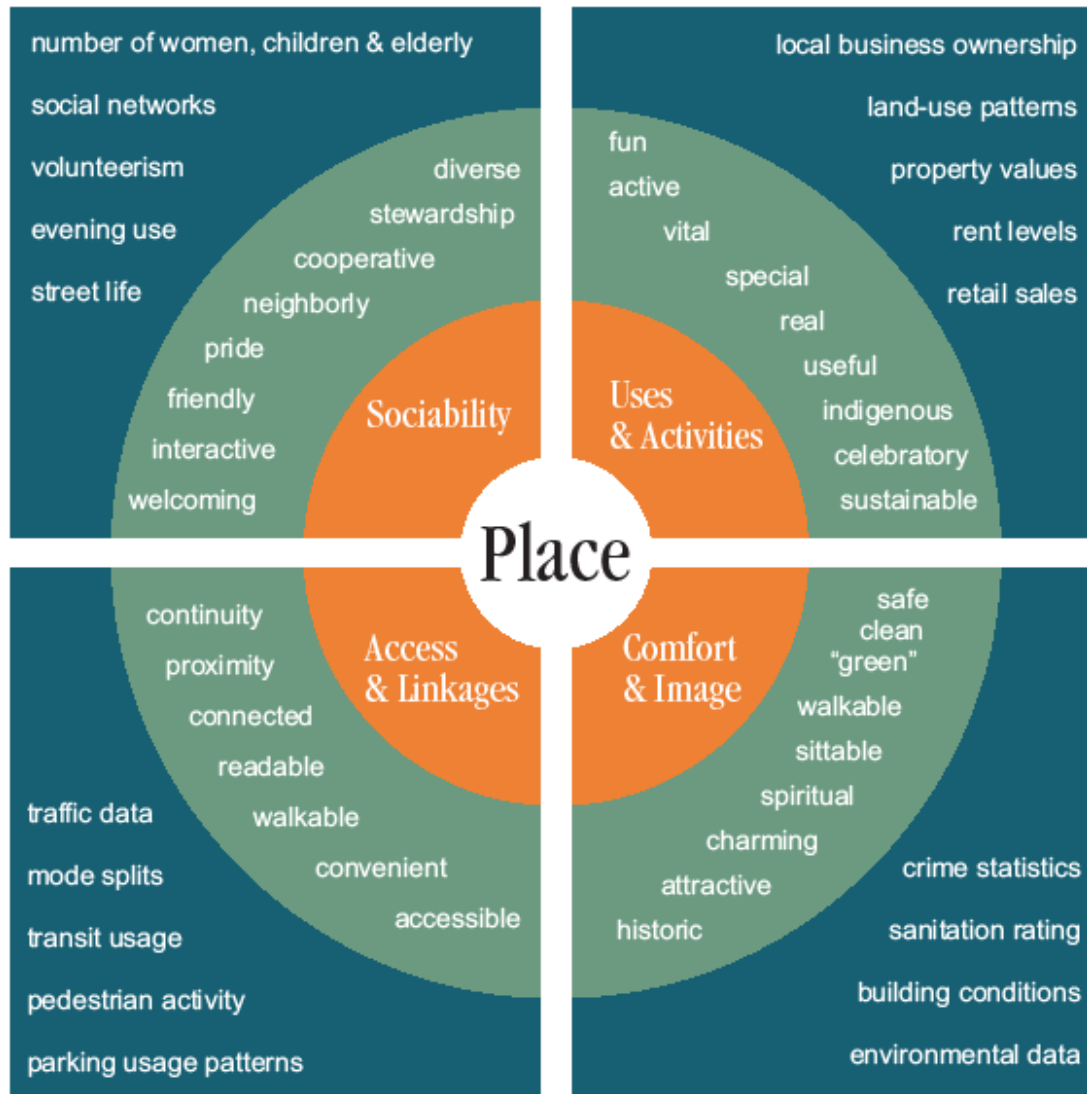 number of women, children & elderly
social networks
volunteerism
evening use
street life
diverse
stewardship
cooperative
neighborly
pride
friendly
interactive
welcoming
Sociability
local business ownership
land-use patterns
property values
rent levels
retail sales
fun
active
vital
special
real
useful
indigenous
celebratory
sustainable
Uses
& Activities
Place
continuity
proximity
connected
readable
walkable
convenient
accessible
Access
& Linkages
traffic data
mode splits
transit usage
pedestrian activity
parking usage patterns
Comfort
& Image
safe
clean
“green”
walkable
sittable
spiritual
charming
attractive
historic
crime statistics
sanitation rating
building conditions
environmental data